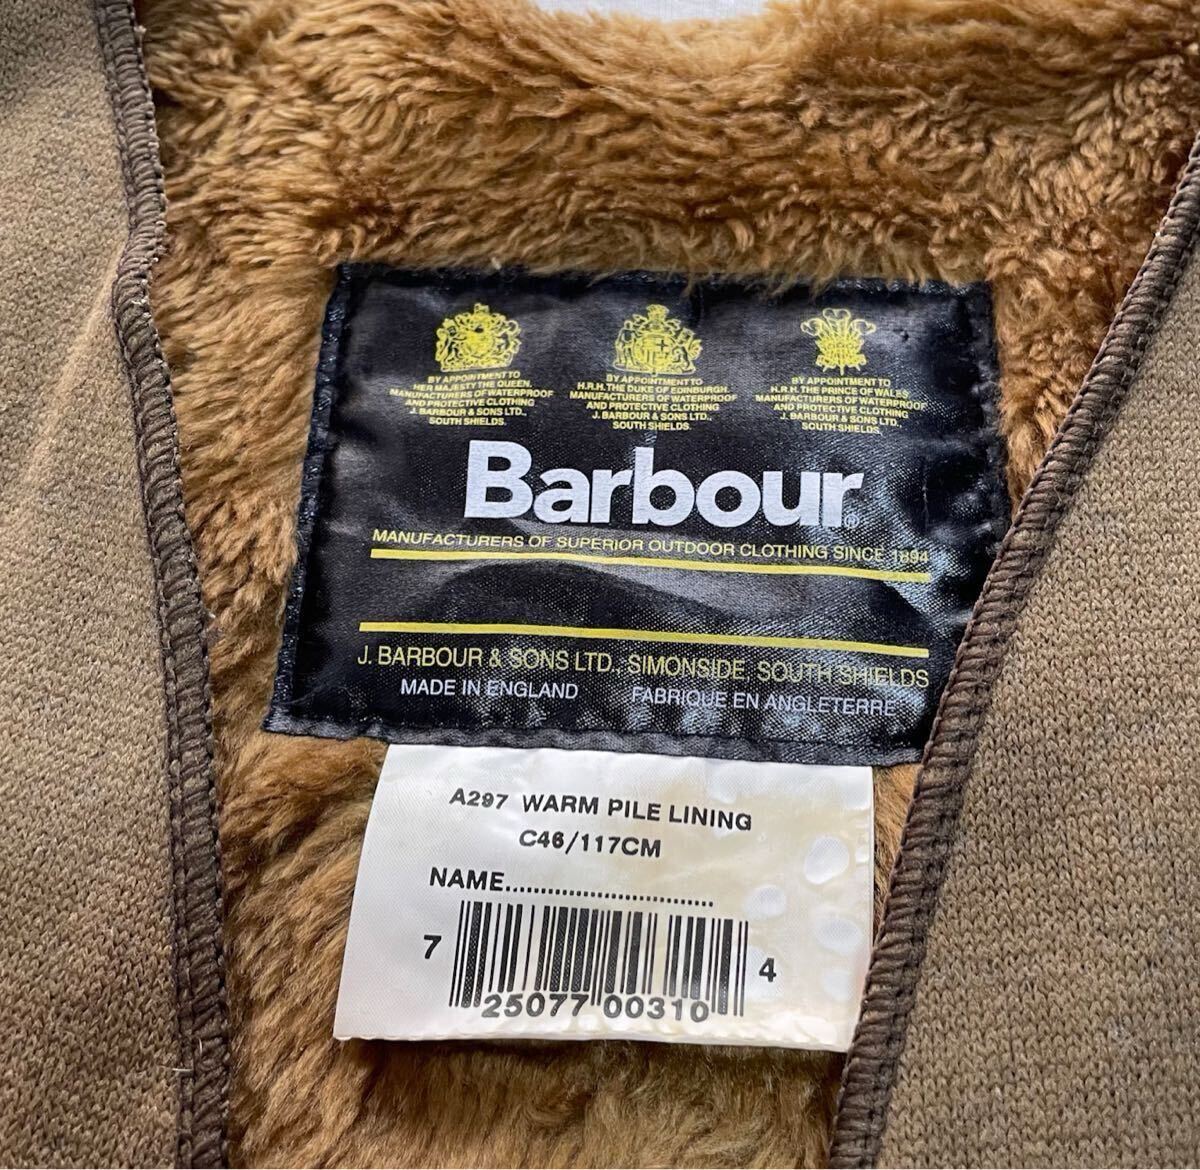 BY APPOINTMENT TO
HER MAJESTY THE QUEEN,
MANUFACTURERS OF WATERPROOF
AND PROTECTIVE CLOTHING
J. BARBOUR & SONS LTD.,
SOUTH SHIELDS.
BY APPOINTMENT TO
H.R.H. THE DUKE OF EDINBURGH.
MANUFACTURERS OF WATERPROOF
AND PROTECTIVE CLOTHING
J. BARBOUR & SONS LTD.,
SOUTH SHIELDS.
BY APPOINTMENT TO
H.R.H. THE PRINCE OF WALES
MANUFACTURERS OF WATERPROOF
AND PROTECTIVE CLOTHING
J. BARBOUR & SONS LTD.,
SOUTH SHIELDS.
Barbour®
MANUFACTURERS OF SUPERIOR OUTDOOR CLOTHING SINCE 1894
J. BARBOUR & SONS LTD., SIMONSIDE, SOUTH SHIELDS
MADE IN ENGLAND FABRIQUE EN ANGLETERRE
A297 WARM PILE LINING
C46/117CM
NAME..............................
7 25077 00310 4